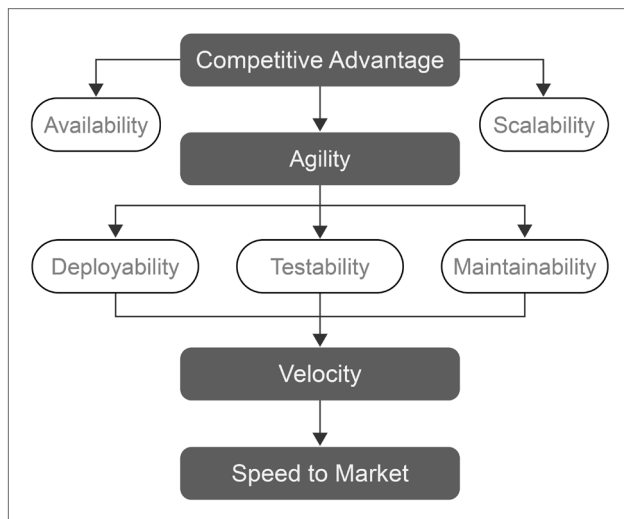 Competitive Advantage
Availability
Scalability
Agility
Deployability
Testability
Maintainability
Velocity
Speed to Market